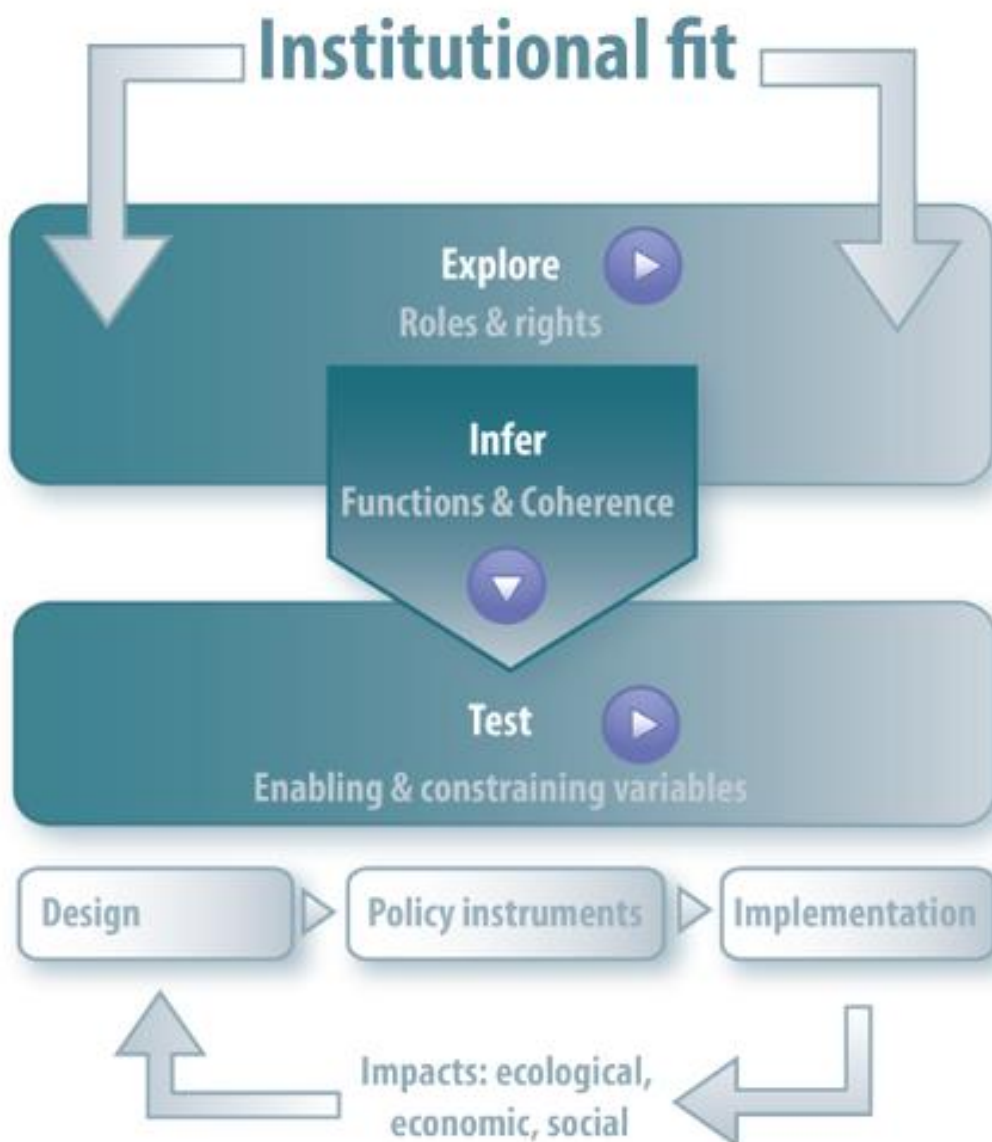 Institutional fit
Explore
Roles & rights
Infer
Functions & Coherence
Test
Enabling & constraining variables
Design
Policy instruments
Implementation
Impacts: ecological,
economic, social